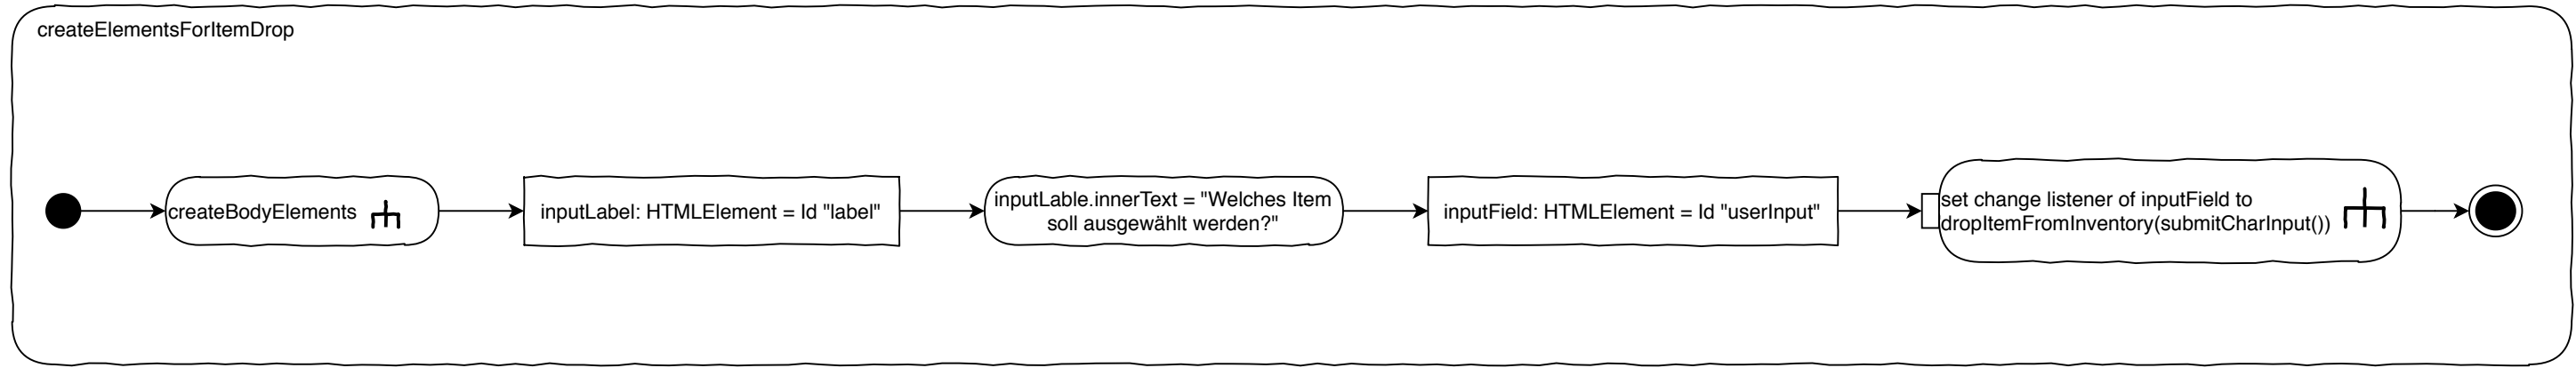 createElementsForItemDrop
createBodyElements
inputLabel: HTMLElement = Id "label"
inputLable.innerText = "Welches Item
soll ausgewählt werden?"
inputField: HTMLElement = Id "userInput"
set change listener of inputField to
dropItemFromInventory(submitCharInput())